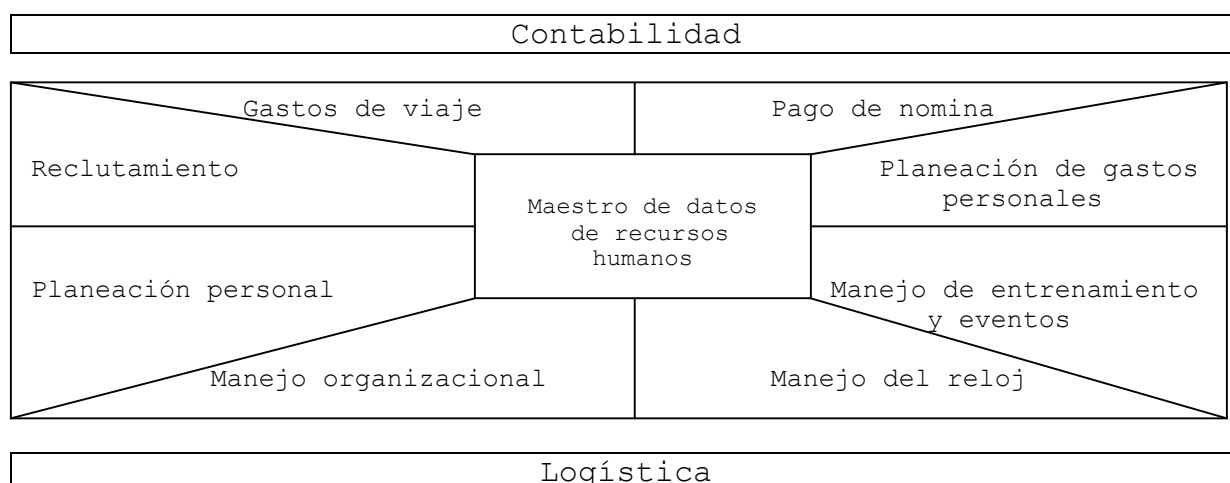 Contabilidad
Gastos de viaje
Pago de nomina
Reclutamiento
Planeación de gastos
personales
Maestro de datos
de recursos
humanos
Planeación personal
Manejo de entrenamiento
y eventos
Manejo organizacional
Manejo del reloj
Logística